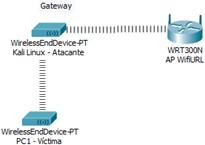 Gateway
WirelessEndDevice-PT
Kali Linux - Atacante
WRT300N
AP WifiURL
WirelessEndDevice-PT
PC1 - Víctima